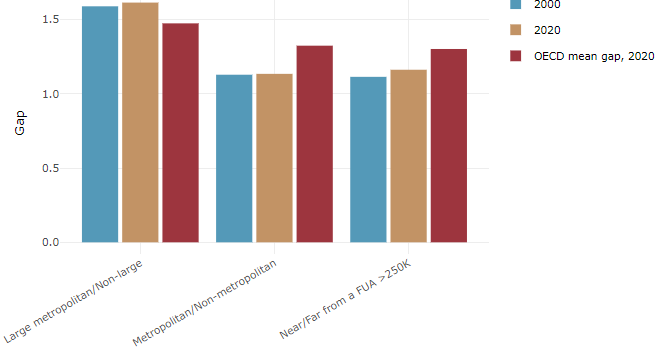 2000
2020
OECD mean gap, 2020
Gap
1.5
1.0
0.5
0.0
Large metropolitan/Non-large
Metropolitan/Non-metropolitan
Near/Far from a FUA >250K